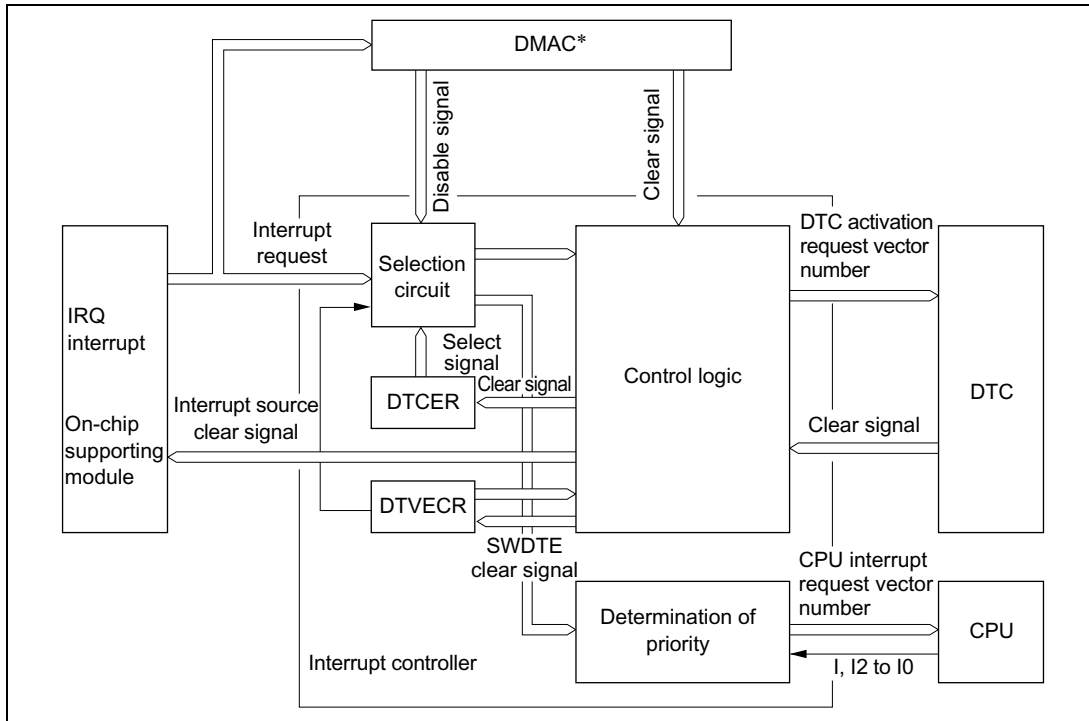 DMAC*
Disable signal
Clear signal
Interrupt
request
DTC activation
request vector
number
Selection
circuit
IRQ
interrupt
Select
signal
Control logic
Clear signal
DTCER
DTC
Interrupt source
clear signal
On-chip
supporting
module
Clear signal
DTVECR
SWDTE
clear signal
CPU interrupt
request vector
number
Determination of
priority
CPU
Interrupt controller
I, I2 to I0